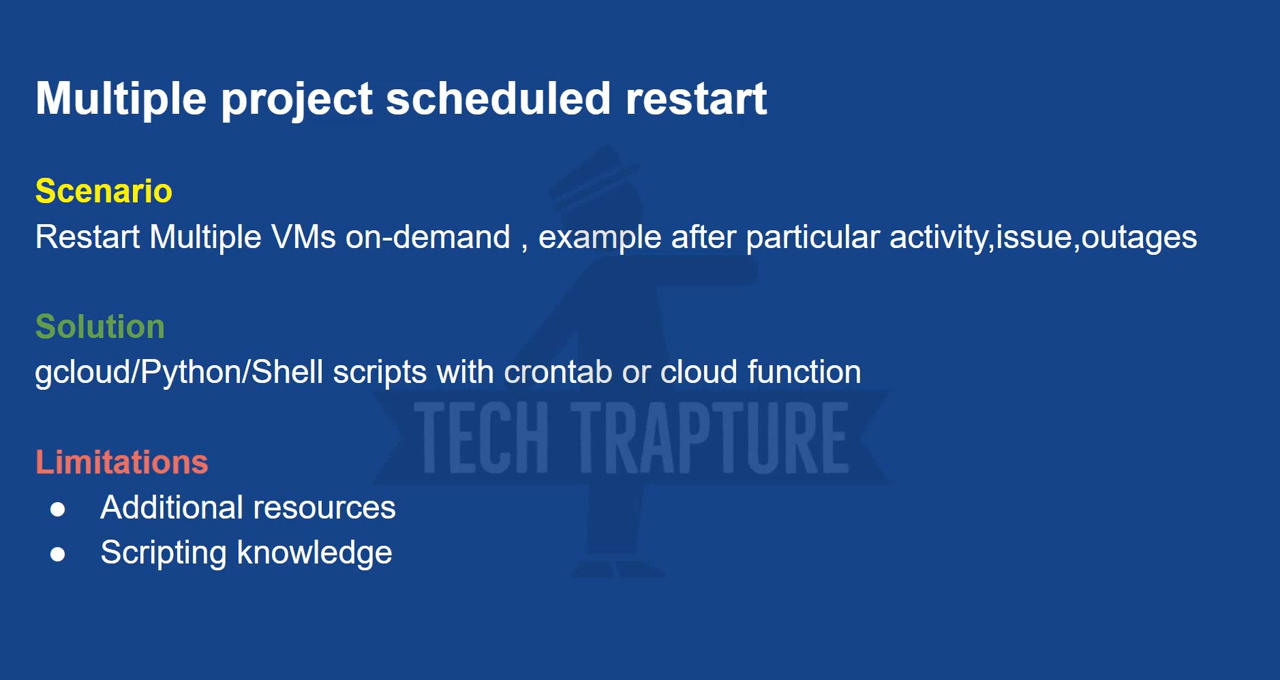 Multiple project scheduled restart
Scenario
Restart Multiple VMs on-demand , example after particular activity,issue,outages
Solution
gcloud/Python/Shell scripts with crontab or cloud function
TECH TRAPTURE
Limitations
● Additional resources
● Scripting knowledge